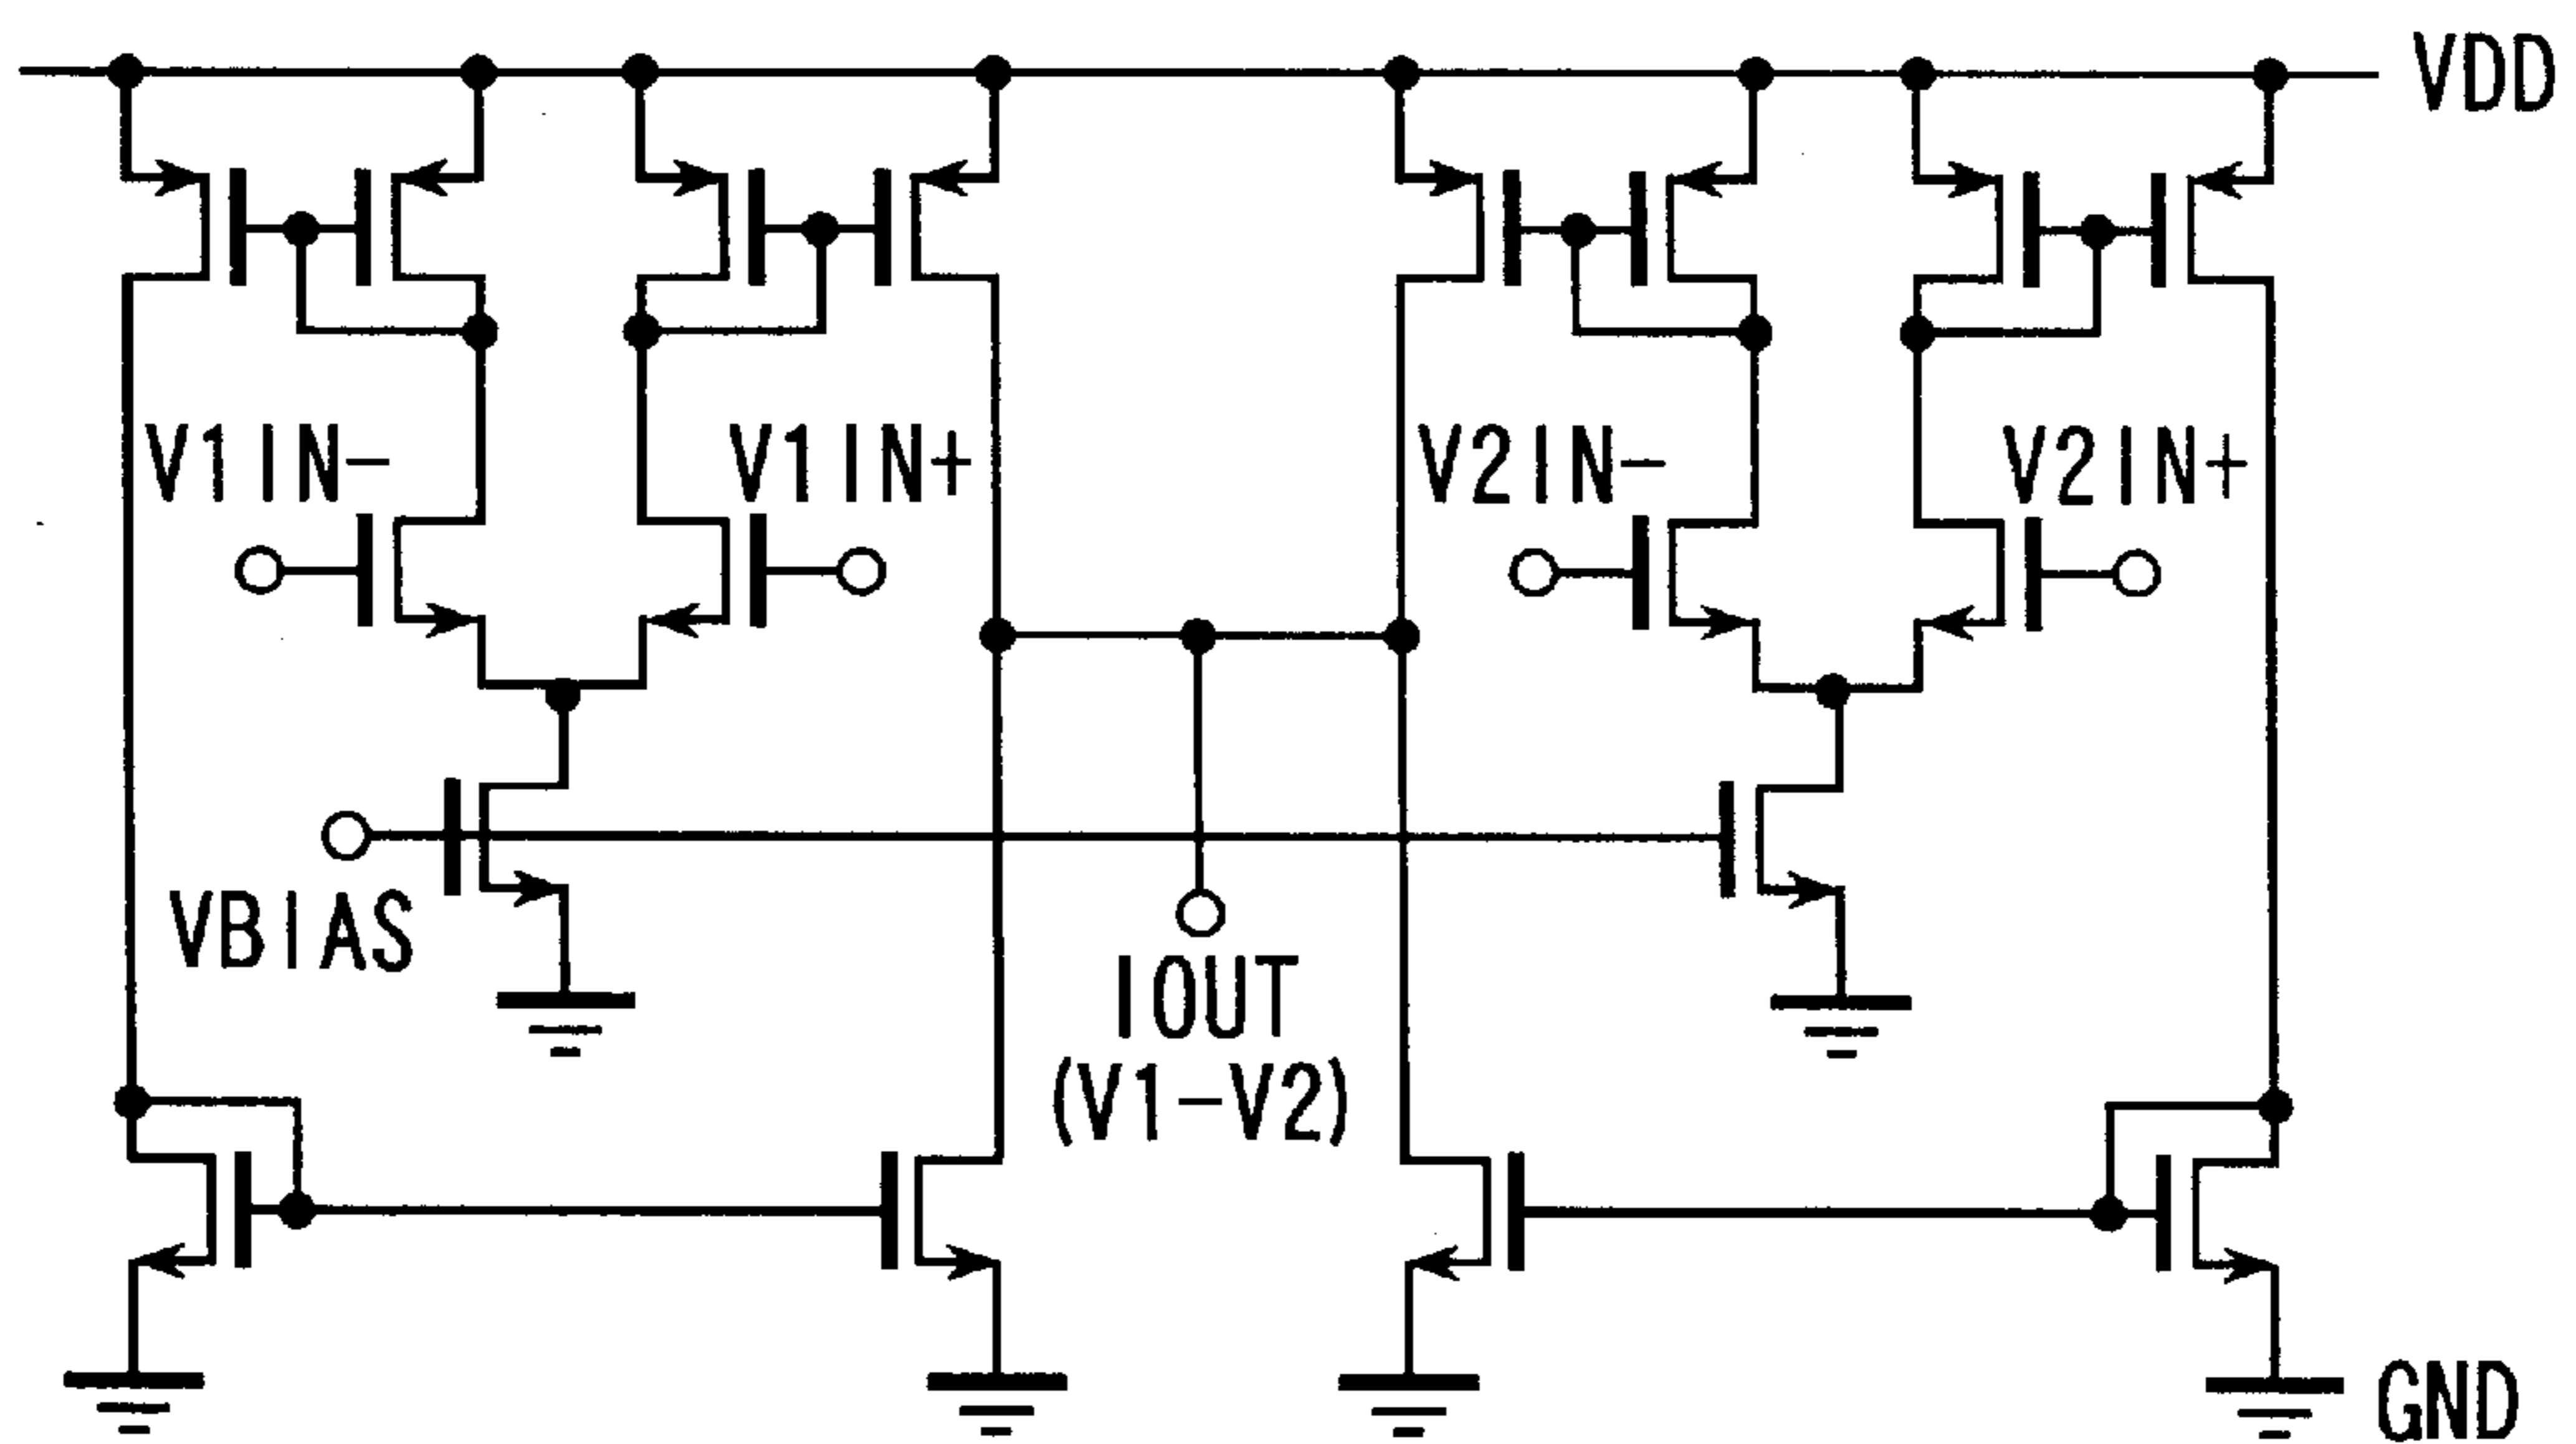 VDD
V1IN-
V1IN+
V2IN-
V2IN+
VBIAS
IOUT
(V1-V2)
GND